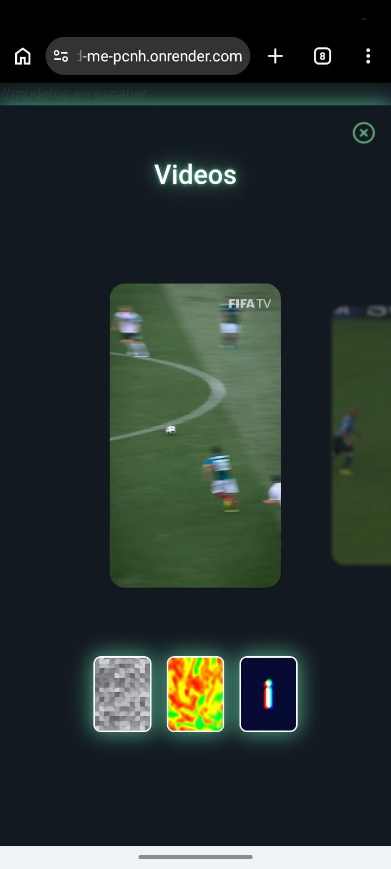 d-me-pcnh.onrender.com
8
//modelos en escaner
Videos
FIFA TV
i